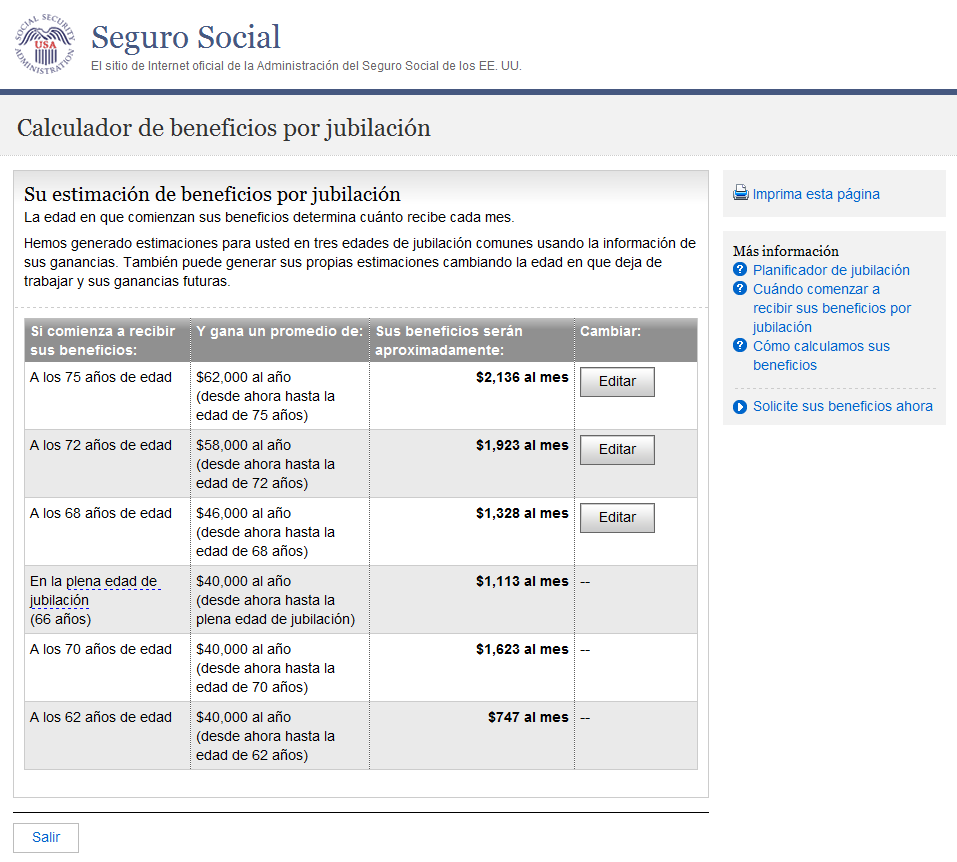 SOCIAL SECURITY ADMINISTRATION
USA
Seguro Social
El sitio de Internet oficial de la Administración del Seguro Social de los EE. UU.
Calculador de beneficios por jubilación
Su estimación de beneficios por jubilación
La edad en que comienzan sus beneficios determina cuánto recibe cada mes.
Hemos generado estimaciones para usted en tres edades de jubilación comunes usando la información de
sus ganancias. También puede generar sus propias estimaciones cambiando la edad en que deja de
trabajar y sus ganancias futuras.
Si comienza a recibir
sus beneficios:
Y gana un promedio de:
Sus beneficios serán
aproximadamente:
Cambiar:
A los 75 años de edad
$62,000 al año
(desde ahora hasta la
edad de 75 años)
$2,136 al mes
Editar
A los 72 años de edad
$58,000 al año
(desde ahora hasta la
edad de 72 años)
$1,923 al mes
Editar
A los 68 años de edad
$46,000 al año
(desde ahora hasta la
edad de 68 años)
$1,328 al mes
Editar
En la plena edad de
jubilación
(66 años)
$40,000 al año
(desde ahora hasta la
plena edad de jubilación)
$1,113 al mes
--
A los 70 años de edad
$40,000 al año
(desde ahora hasta la
edad de 70 años)
$1,623 al mes
--
A los 62 años de edad
$40,000 al año
(desde ahora hasta la
edad de 62 años)
$747 al mes
--
Imprima esta página
Más información
? Planificador de jubilación
? Cuándo comenzar a
recibir sus beneficios por
jubilación
? Cómo calculamos sus
beneficios
Solicite sus beneficios ahora
Salir